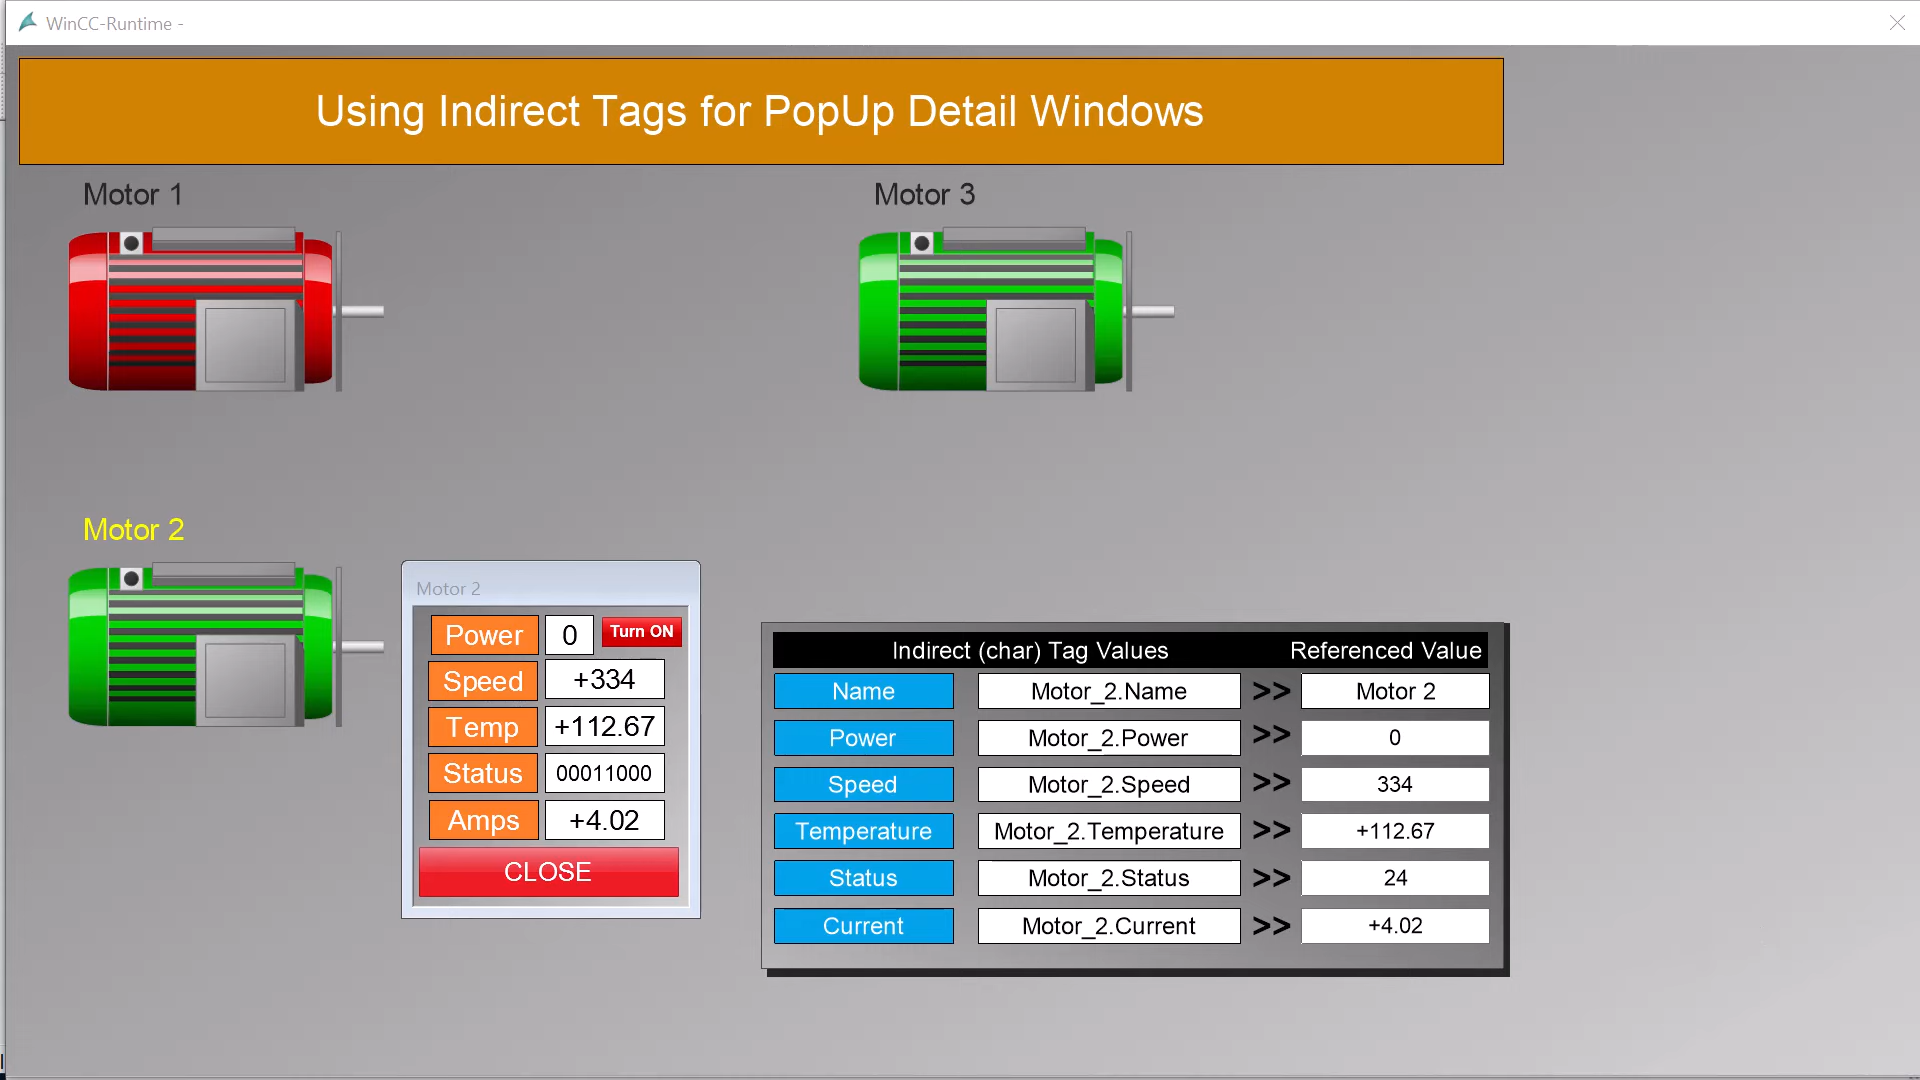 WinCC-Runtime -
Using Indirect Tags for PopUp Detail Windows
Motor 1
Motor 3
Motor 2
Motor 2
Power 0 Turn ON
Speed +334
Temp +112.67
Status 00011000
Amps +4.02
CLOSE
Indirect (char) Tag Values Referenced Value
Name Motor_2.Name >> Motor 2
Power Motor_2.Power >> 0
Speed Motor_2.Speed >> 334
Temperature Motor_2.Temperature >> +112.67
Status Motor_2.Status >> 24
Current Motor_2.Current >> +4.02